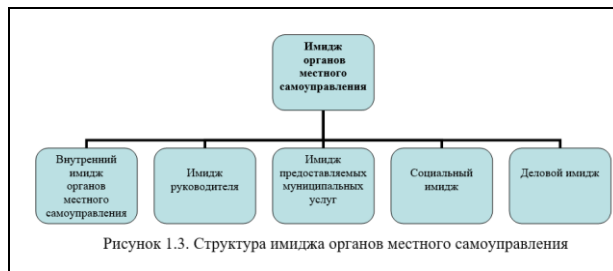 Имидж
органов
местного
самоуправления
Внутренний
имидж
органов
местного
самоуправления
Имидж
руководителя
Имидж
предоставляемых
муниципальных
услуг
Социальный
имидж
Деловой имидж
Рисунок 1.3. Структура имиджа органов местного самоуправления